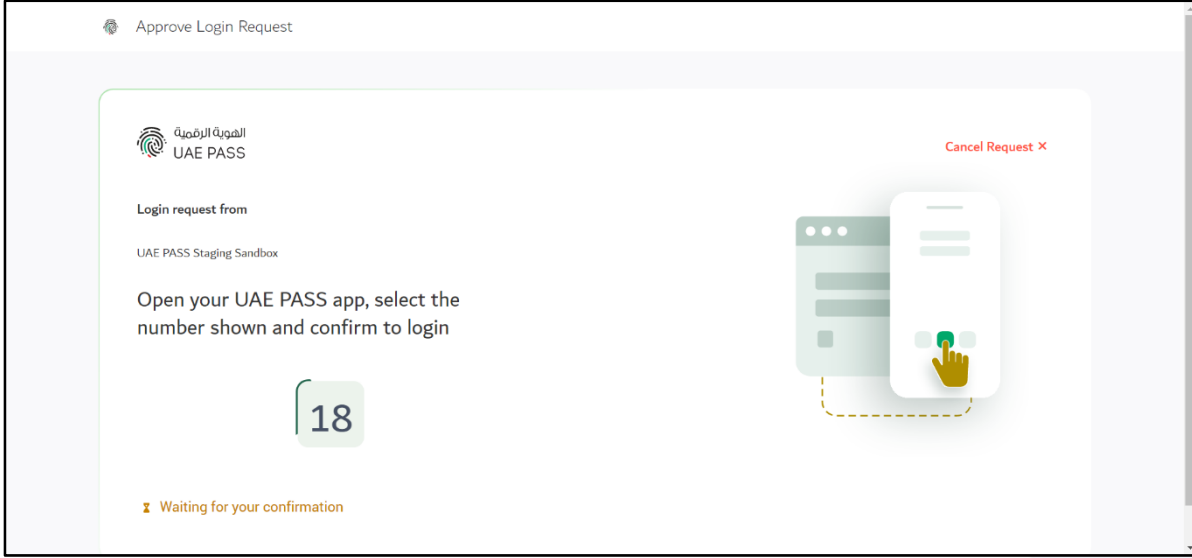 Approve Login Request
الهوية الرقمية
UAE PASS
Cancel Request ×
Login request from
UAE PASS Staging Sandbox
Open your UAE PASS app, select the
number shown and confirm to login
18
Waiting for your confirmation